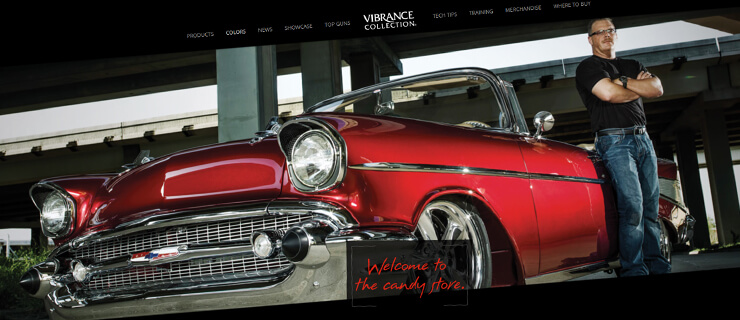 PRODUCTS COLORS NEWS SHOWCASE TOP GUNS VIBRANCE COLLECTION. TECH TIPS TRAINING MERCHANDISE WHERE TO BUY
Welcome to
the candy store.